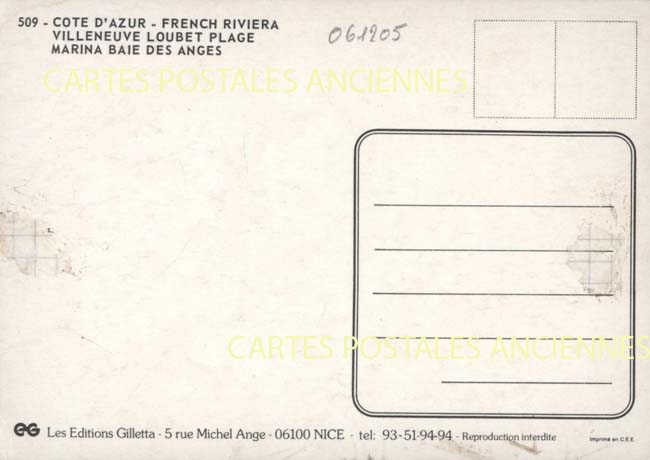 509 - COTE D'AZUR - FRENCH RIVIERA
VILLENEUVE LOUBET PLAGE
MARINA BAIE DES ANGES
061205
CARTES POSTALES ANCIENNES
CARTES POSTALES ANCIENNES
EG Les Editions Gilletta - 5 rue Michel Ange - 06100 NICE - tel: 93-51-94-94 - Reproduction interdite
Imprimé en C.E.E.